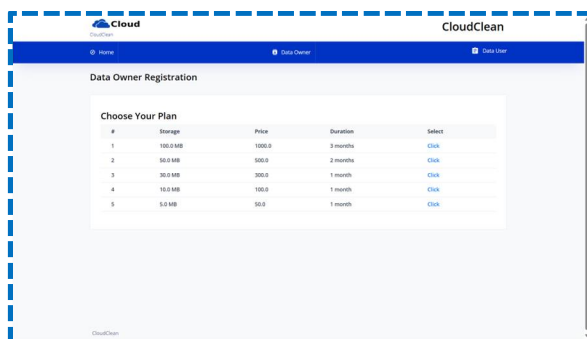 Cloud
CloudClean
CloudClean
Home Data Owner Data User
Data Owner Registration
Choose Your Plan
# Storage Price Duration Select
1 100.0 MB 1000.0 3 months Click
2 50.0 MB 500.0 2 months Click
3 30.0 MB 300.0 1 month Click
4 10.0 MB 100.0 1 month Click
5 5.0 MB 50.0 1 month Click
CloudClean